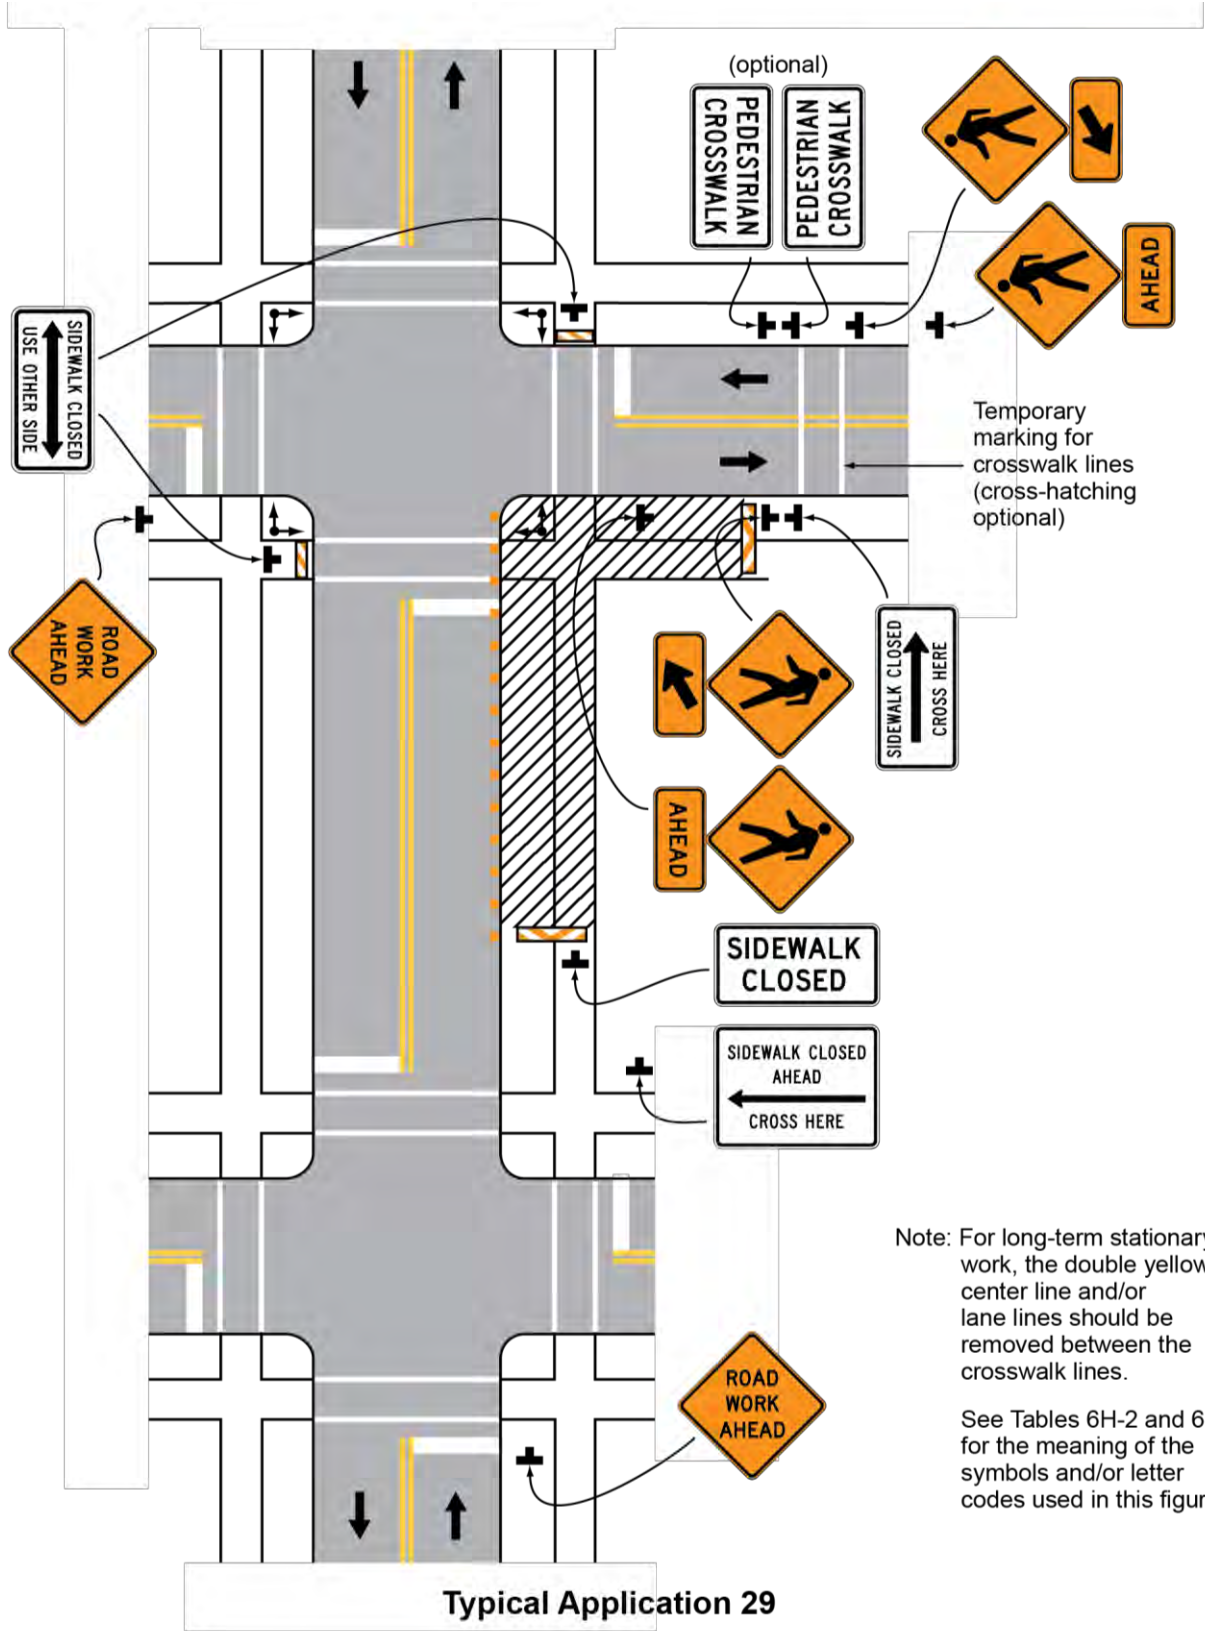 (optional)
PEDESTRIAN
CROSSWALK
PEDESTRIAN
CROSSWALK
AHEAD
SIDEWALK CLOSED
USE OTHER SIDE
Temporary
marking for
crosswalk lines
(cross-hatching
optional)
ROAD
WORK
AHEAD
SIDEWALK CLOSED
CROSS HERE
AHEAD
SIDEWALK
CLOSED
SIDEWALK CLOSED
AHEAD
CROSS HERE
ROAD
WORK
AHEAD
Note: For long-term stationary
work, the double yellow
center line and/or
lane lines should be
removed between the
crosswalk lines.
See Tables 6H-2 and 6
for the meaning of the
symbols and/or letter
codes used in this figur
Typical Application 29